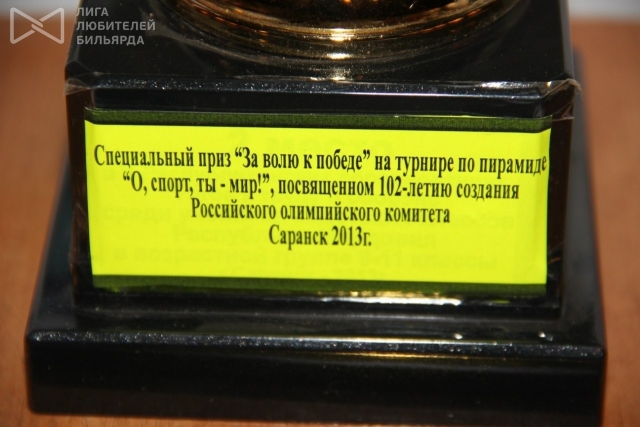 ЛИГА
ЛЮБИТЕЛЕЙ
БИЛЬЯРДА
Специальный приз “За волю к победе” на турнире по пирамиде
“О, спорт, ты - мир!”, посвященном 102-летию создания
Российского олимпийского комитета
Саранск 2013г.